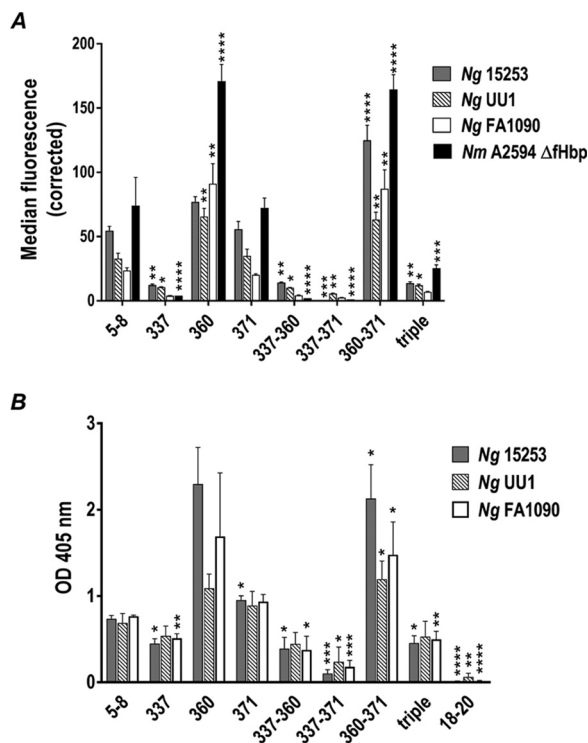 A
Median fluorescence
(corrected)
200
150
100
50
0
**** ****
** ** ** **
** * **** ** * **** *** ** **** ** * ***
5-8 337 360 371 337-360 337-371 360-371 triple
Ng 15253
Ng UU1
Ng FA1090
Nm A2594 ΔfHbp
B
OD 405 nm
3
2
1
0
* ** * * * *** * *** * * * * ** **** ** ****
5-8 337 360 371 337-360 337-371 360-371 triple 18-20
Ng 15253
Ng UU1
Ng FA1090